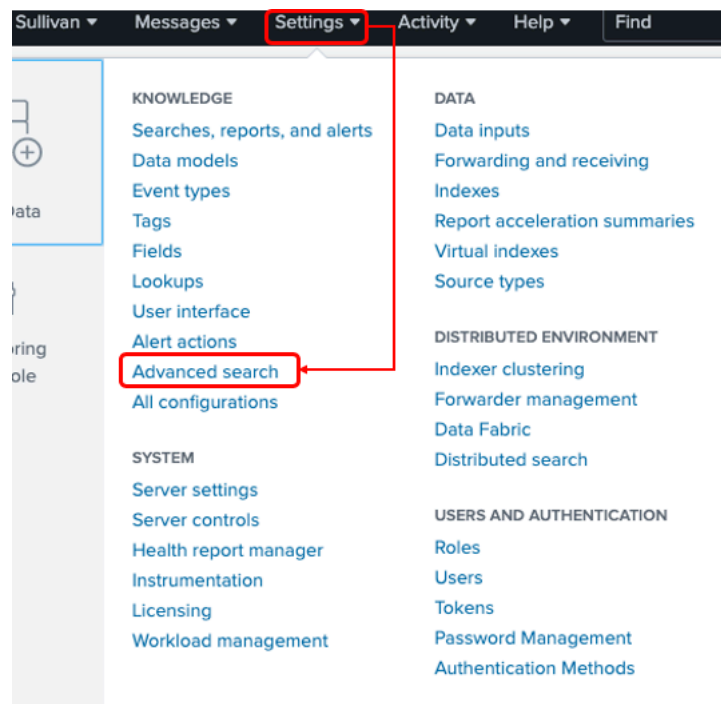 Sullivan ▾ Messages ▾ Settings ▾ Activity ▾ Help ▾ Find
KNOWLEDGE
Searches, reports, and alerts
Data models
Event types
Tags
Fields
Lookups
User interface
Alert actions
Advanced search
All configurations
SYSTEM
Server settings
Server controls
Health report manager
Instrumentation
Licensing
Workload management
DATA
Data inputs
Forwarding and receiving
Indexes
Report acceleration summaries
Virtual indexes
Source types
DISTRIBUTED ENVIRONMENT
Indexer clustering
Forwarder management
Data Fabric
Distributed search
USERS AND AUTHENTICATION
Roles
Users
Tokens
Password Management
Authentication Methods